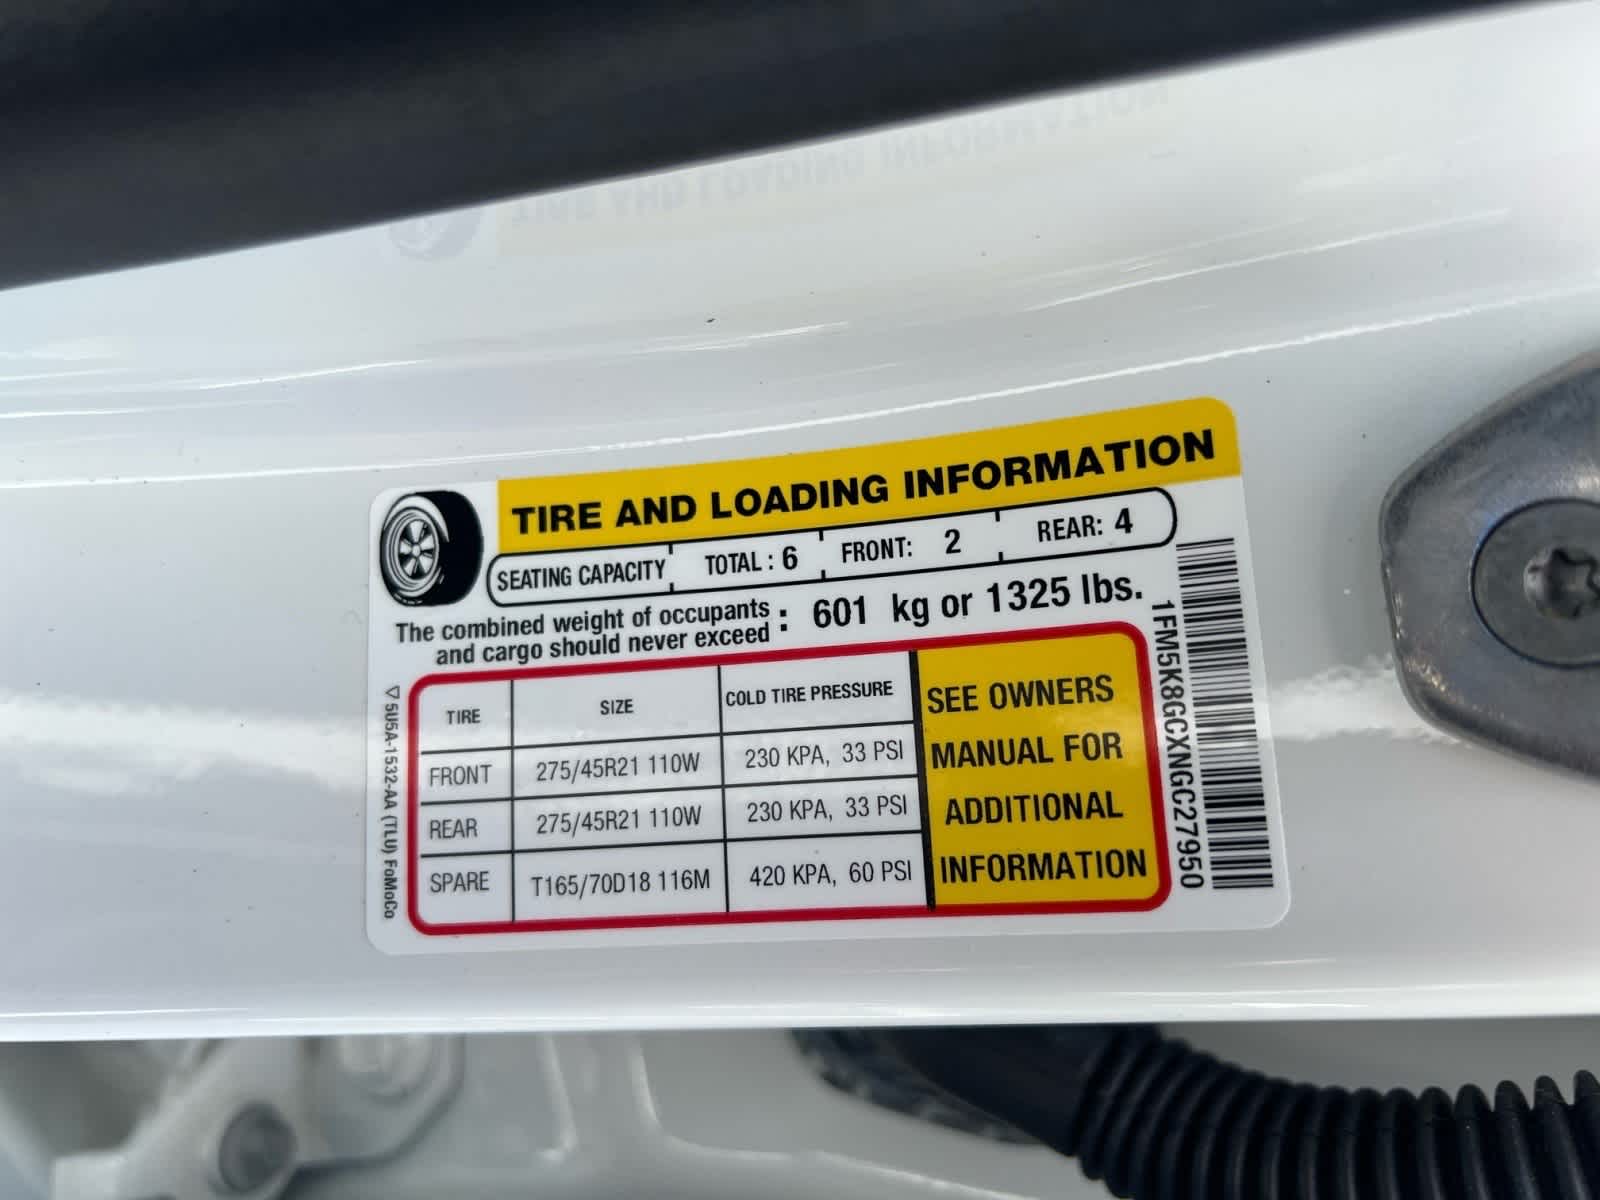 TIRE AND LOADING INFORMATION
SEATING CAPACITY TOTAL : 6 FRONT: 2 REAR: 4
The combined weight of occupants
and cargo should never exceed : 601 kg or 1325 lbs.
TIRE SIZE COLD TIRE PRESSURE
FRONT 275/45R21 110W 230 KPA, 33 PSI
REAR 275/45R21 110W 230 KPA, 33 PSI
SPARE T165/70D18 116M 420 KPA, 60 PSI
SEE OWNERS
MANUAL FOR
ADDITIONAL
INFORMATION
1FM5K8GCXNGC27950
5U5A-1532-AA (TLU) FoMoCo